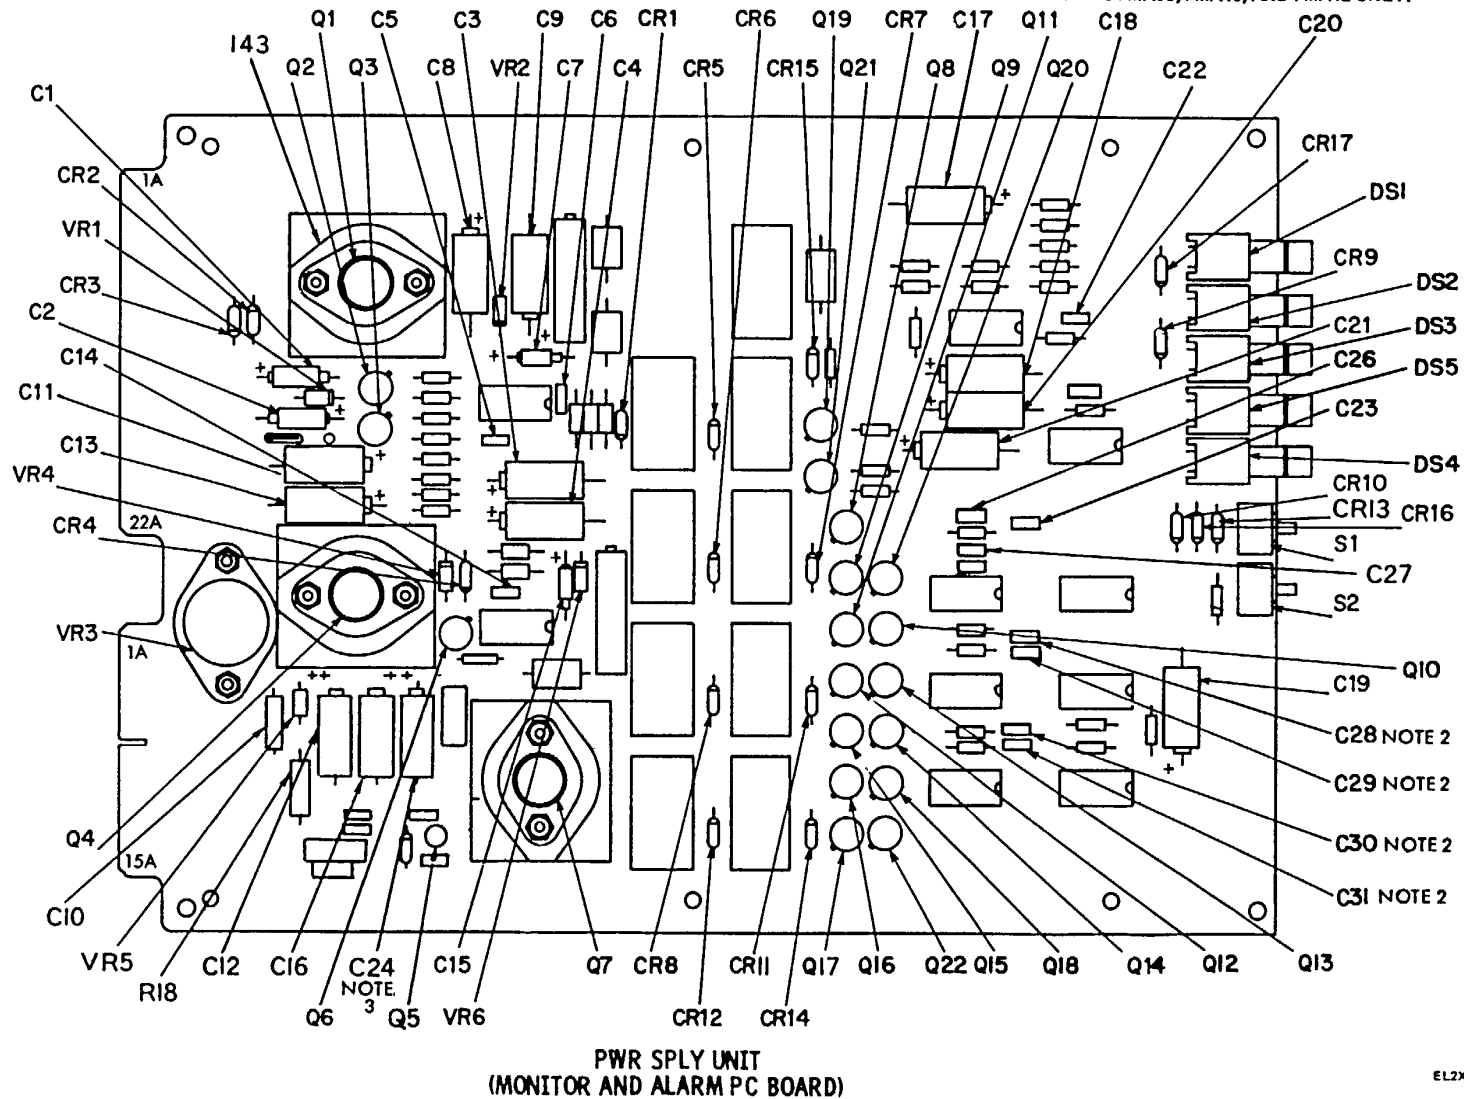 Q1 C5 C3 C9 C6 CR1 CR6 Q19 CR7 C17 Q11 C18 C20
143 Q2 Q3 C8 VR2 C7 C4 CR5 CR15 Q21 Q8 Q9 Q20 C22
C1
CR17
CR2
1A
DS1
VR1
CR9
CR3
DS2
C2
DS3
C21
C14
C26
DS5
C11
C23
C13
DS4
VR4
CR10
CR13
CR16
22A
CR4
S1
C27
S2
VR3
1A
Q10
C19
C28 NOTE 2
C29 NOTE 2
Q4
C30 NOTE 2
15A
C31 NOTE 2
C10
VR5 R18 C12 C16 C24 C15 Q7 CR8 CR11 Q17 Q16 Q22 Q15 Q18 Q14 Q12 Q13
NOTE
3
Q6 Q5 VR6 CR12 CR14
PWR SPLY UNIT
(MONITOR AND ALARM PC BOARD)
EL2X